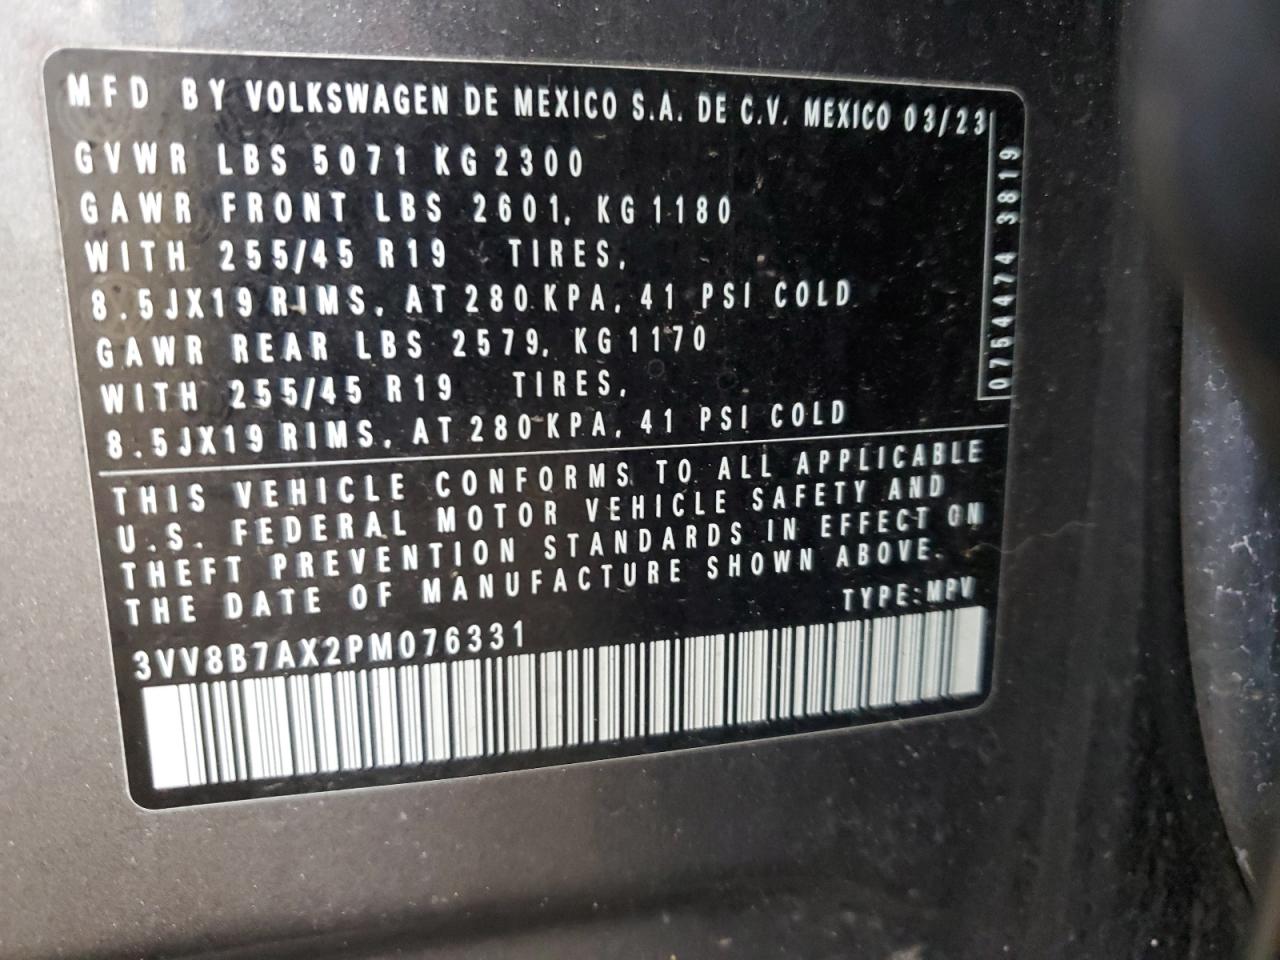 MFD BY VOLKSWAGEN DE MEXICO S.A. DE C.V. MEXICO 03/23
GVWR LBS 5071 KG 2300
GAWR FRONT LBS 2601, KG 1180
WITH 255/45 R19 TIRES,
8.5JX19 RIMS, AT 280 KPA, 41 PSI COLD
GAWR REAR LBS 2579, KG 1170
WITH 255/45 R19 TIRES,
8.5JX19 RIMS, AT 280 KPA, 41 PSI COLD
0754474 3819
THIS VEHICLE CONFORMS TO ALL APPLICABLE
U.S. FEDERAL MOTOR VEHICLE SAFETY AND
THEFT PREVENTION STANDARDS IN EFFECT ON
THE DATE OF MANUFACTURE SHOWN ABOVE.
TYPE:MPV
3VV8B7AX2PM076331